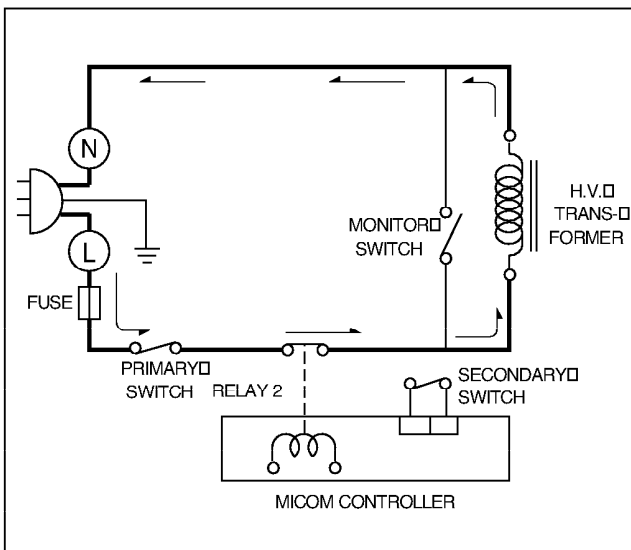 N
H.V.
TRANS-
FORMER
MONITOR
SWITCH
L
FUSE
PRIMARY
SWITCH
RELAY 2
SECONDARY
SWITCH
MICOM CONTROLLER